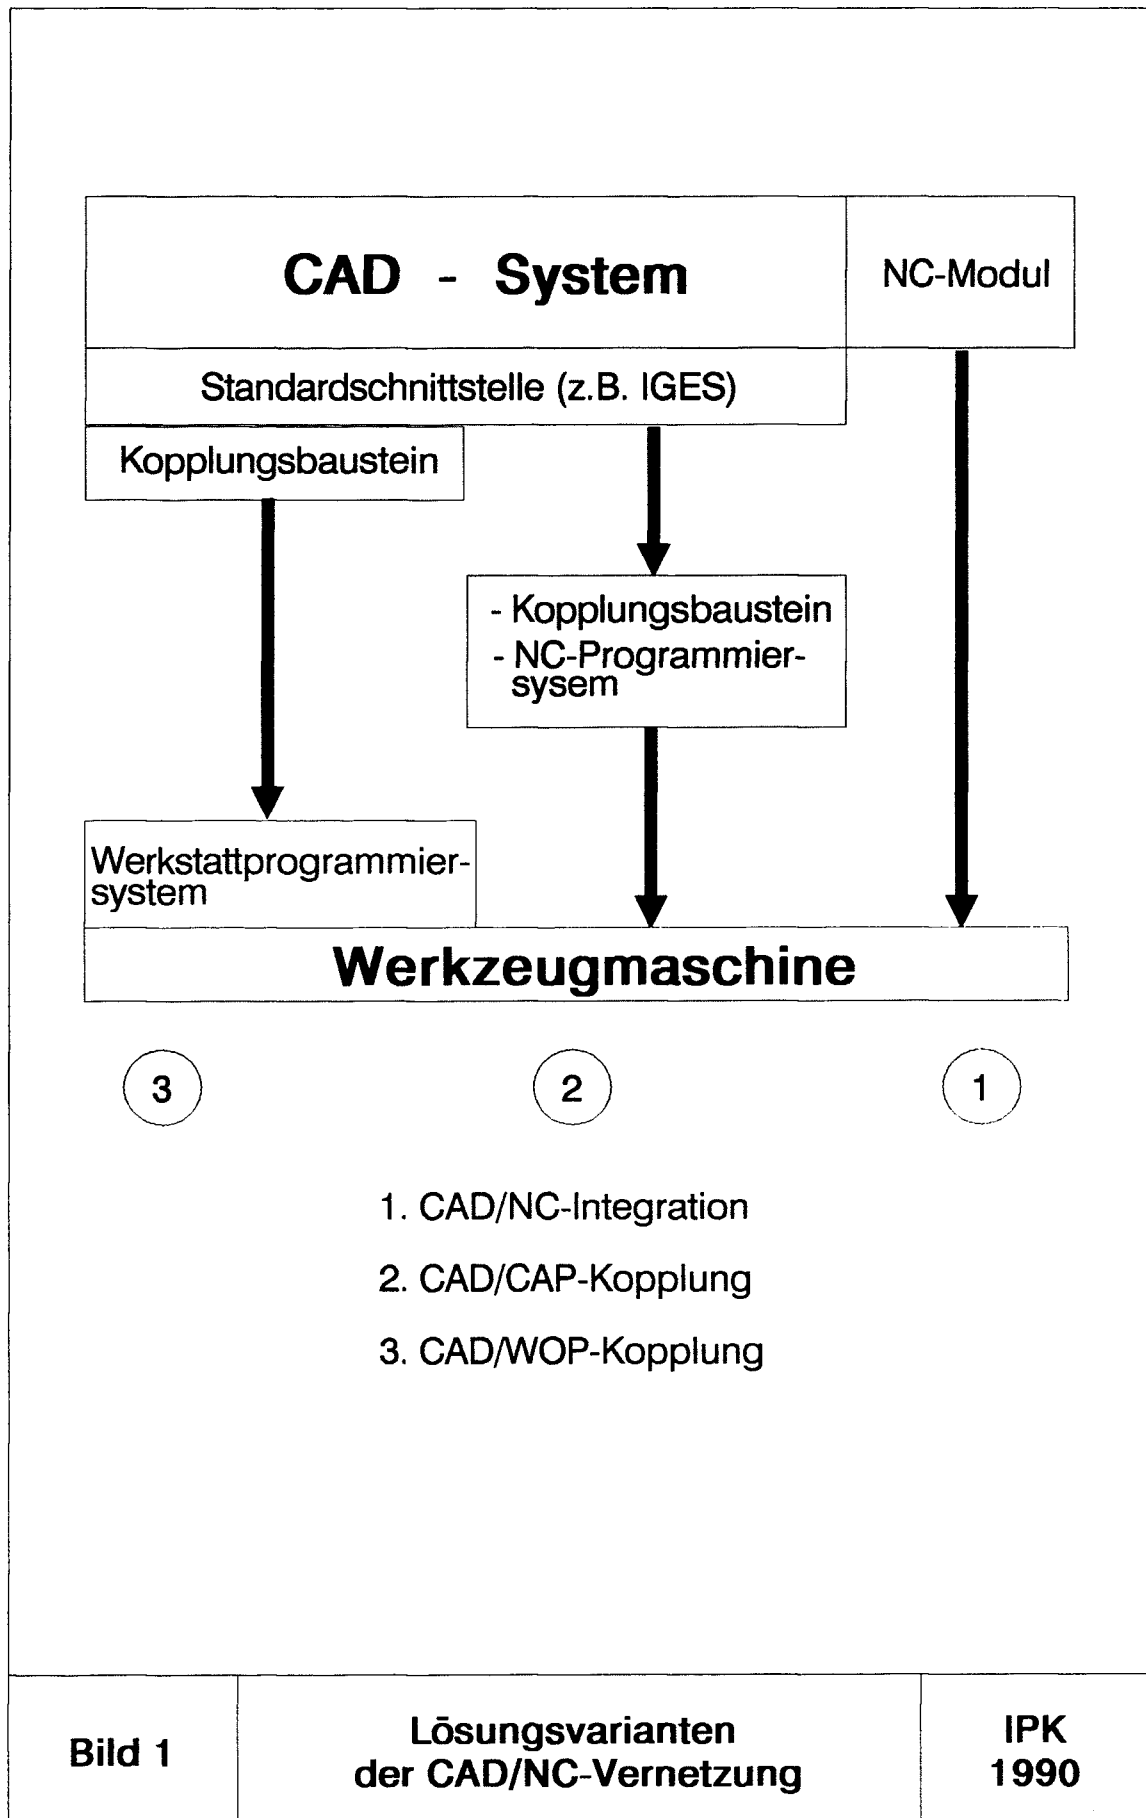 CAD - System
NC-Modul
Standardschnittstelle (z.B. IGES)
Kopplungsbaustein
- Kopplungsbaustein
- NC-Programmier-
sysem
Werkstattprogrammier-
system
Werkzeugmaschine
3
2
1
1. CAD/NC-Integration
2. CAD/CAP-Kopplung
3. CAD/WOP-Kopplung
Bild 1
Lösungsvarianten
der CAD/NC-Vernetzung
IPK
1990